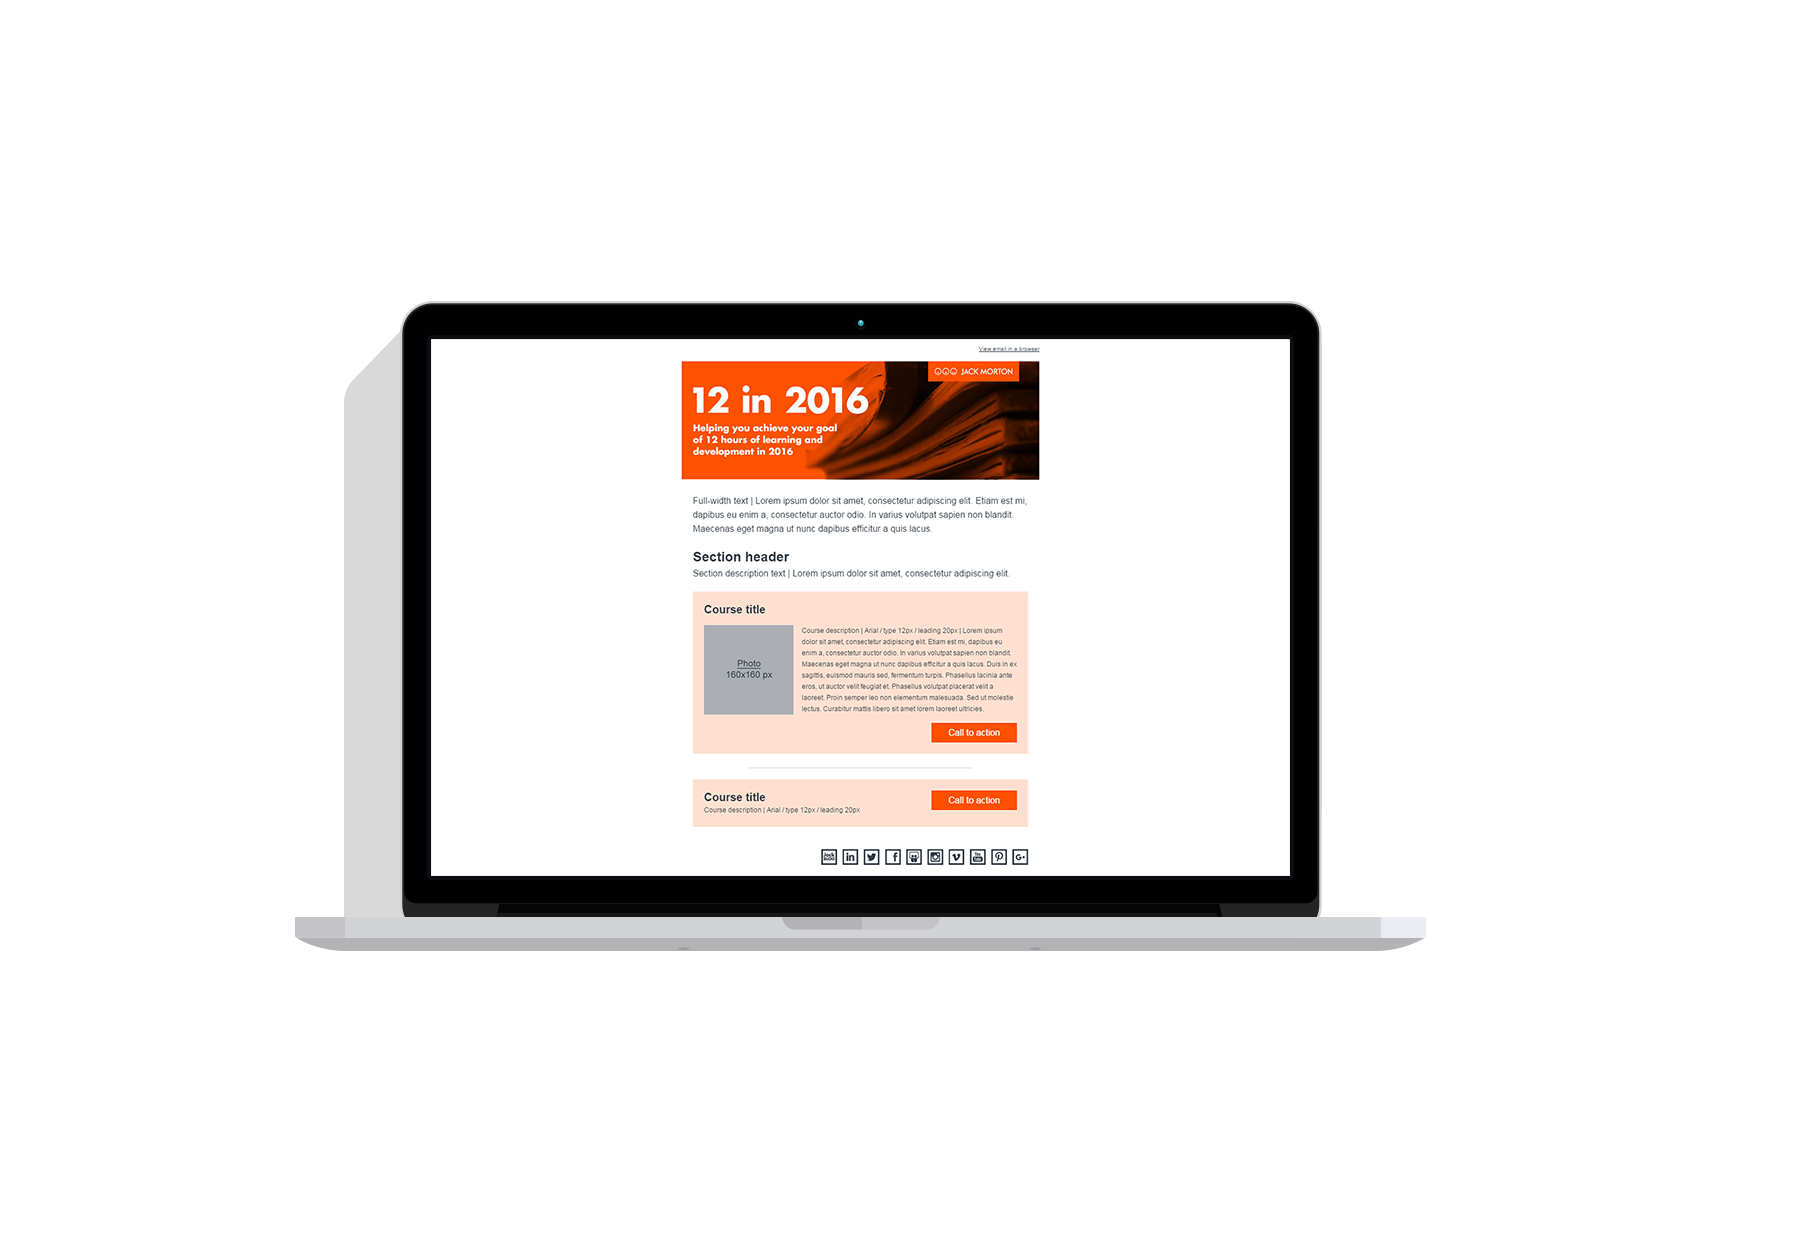 View email in a browser
JACK MORTON
12 in 2016
Helping you achieve your goal
of 12 hours of learning and
development in 2016
Full-width text | Lorem ipsum dolor sit amet, consectetur adipiscing elit. Etiam est mi,
dapibus eu enim a, consectetur auctor odio. In varius volutpat sapien non blandit.
Maecenas eget magna ut nunc dapibus efficitur a quis lacus.
Section header
Section description text | Lorem ipsum dolor sit amet, consectetur adipiscing elit.
Course title
Photo
160x160 px
Course description | Arial / type 12px / leading 20px | Lorem ipsum
dolor sit amet, consectetur adipiscing elit. Etiam est mi, dapibus eu
enim a, consectetur auctor odio. In varius volutpat sapien non blandit.
Maecenas eget magna ut nunc dapibus efficitur a quis lacus. Duis in ex
sagittis, euismod mauris sed, fermentum turpis. Phasellus lacinia ante
eros, ut auctor velit feugiat et. Phasellus volutpat placerat velit a
laoreet. Proin semper leo non elementum malesuada. Sed ut molestie
lectus. Curabitur mattis libero sit amet lorem laoreet ultricies.
Call to action
Course title
Course description | Arial / type 12px / leading 20px
Call to action